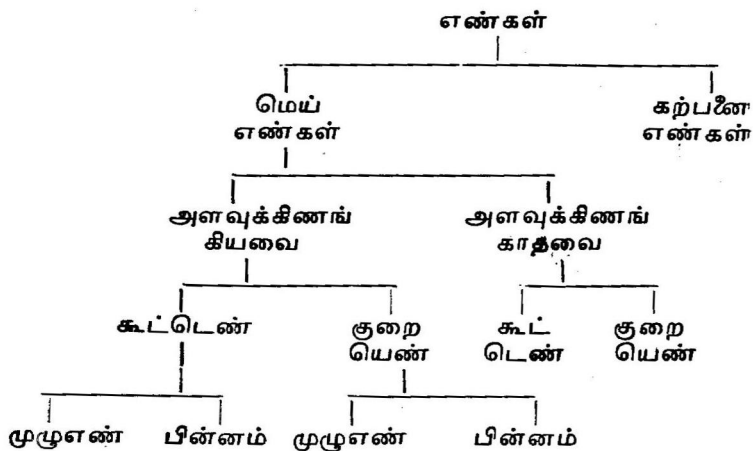 எண்கள்
மெய் கற்பனை
எண்கள் எண்கள்
அளவுக்கிணங் அளவுக்கிணங்
கியவை காதவை
கூட்டெண் குறை கூட் குறை
யெண் டெண் யெண்
முழுஎண் பின்னம் முழுஎண் பின்னம்